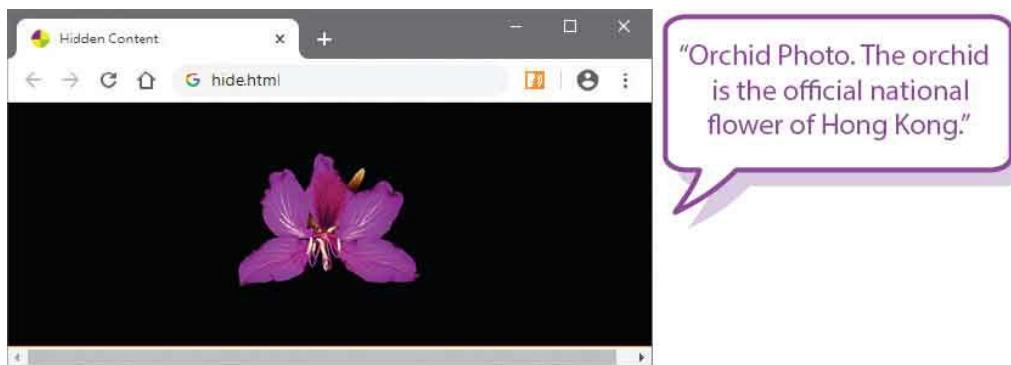 Hidden Content
hide.html
“Orchid Photo. The orchid
is the official national
flower of Hong Kong.”